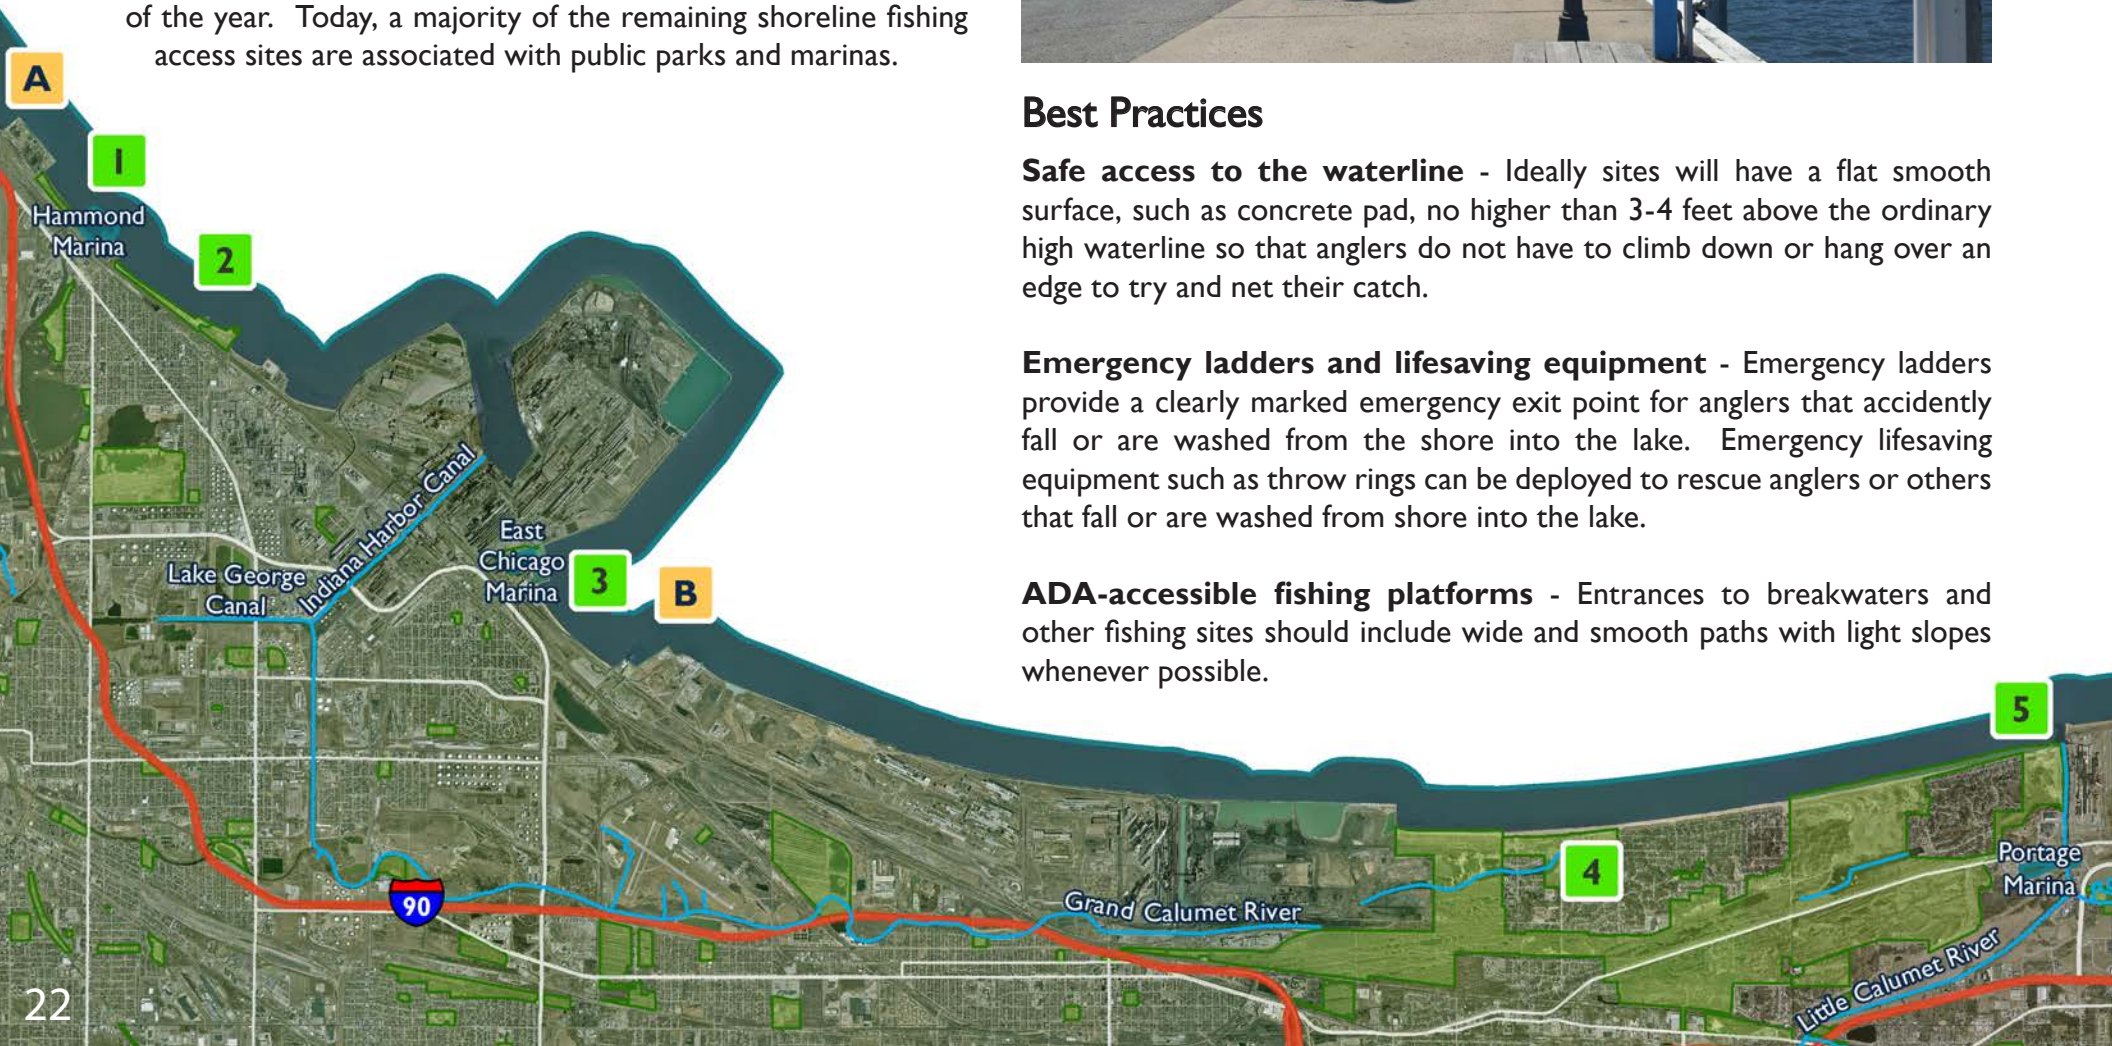 of the year.  Today, a majority of the remaining shoreline fishing
access sites are associated with public parks and marinas.
Best Practices
Safe access to the waterline - Ideally sites will have a flat smooth
surface, such as concrete pad, no higher than 3-4 feet above the ordinary
high waterline so that anglers do not have to climb down or hang over an
edge to try and net their catch.
Emergency ladders and lifesaving equipment - Emergency ladders
provide a clearly marked emergency exit point for anglers that accidently
fall or are washed from the shore into the lake.  Emergency lifesaving
equipment such as throw rings can be deployed to rescue anglers or others
that fall or are washed from shore into the lake.
ADA-accessible fishing platforms - Entrances to breakwaters and
other fishing sites should include wide and smooth paths with light slopes
whenever possible.
A
1
Hammond
Marina
2
Indiana Harbor Canal
East
Chicago
Marina
3
B
Lake George
Canal
5
4
Portage
Marina
90
Grand Calumet River
Little Calumet River
22